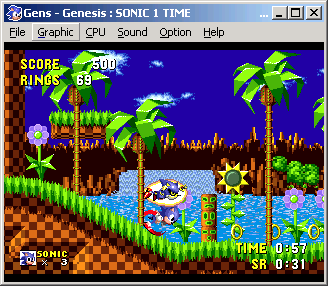 Gens - Genesis : SONIC 1 TIME
File Graphic CPU Sound Option Help
SCORE 500
RINGS 69
TIME 0:57
SR 0:31
SONIC
× 3